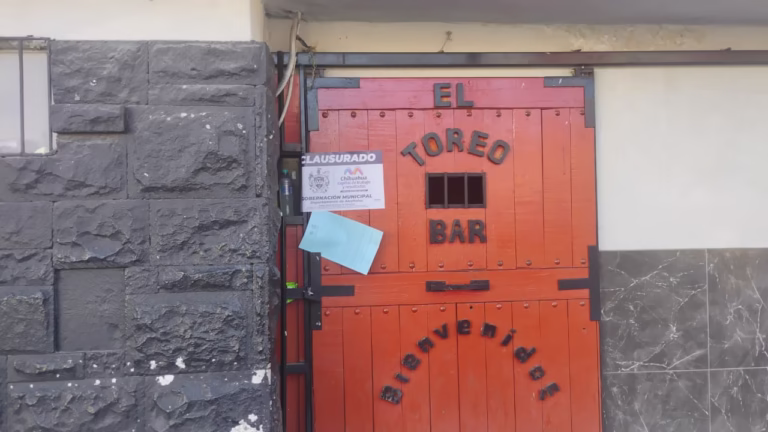 EL
TOREO
BAR
Bienvenidos
CLAUSURADO
Chihuahua
GOBERNACIÓN MUNICIPAL